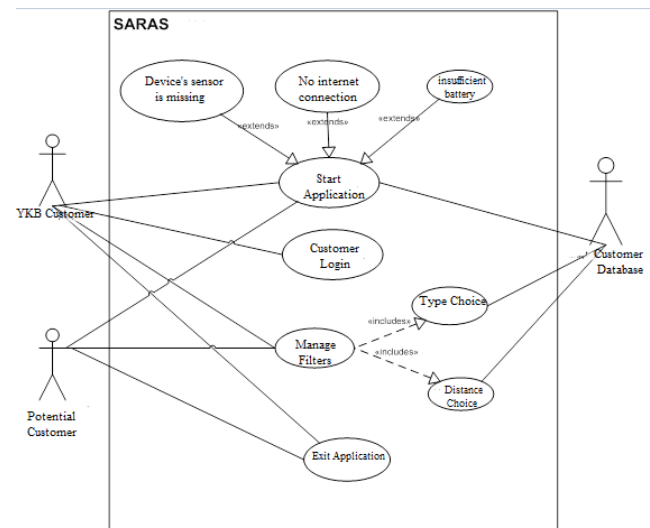 SARAS
Device's sensor
is missing
No internet
connection
insufficient
battery
«extends»
«extends»
«extends»
Start
Application
YKB Customer
Customer
Login
Customer
Database
Type Choice
«includes»
Manage
Filters
«includes»
Distance
Choice
Potential
Customer
Exit Application